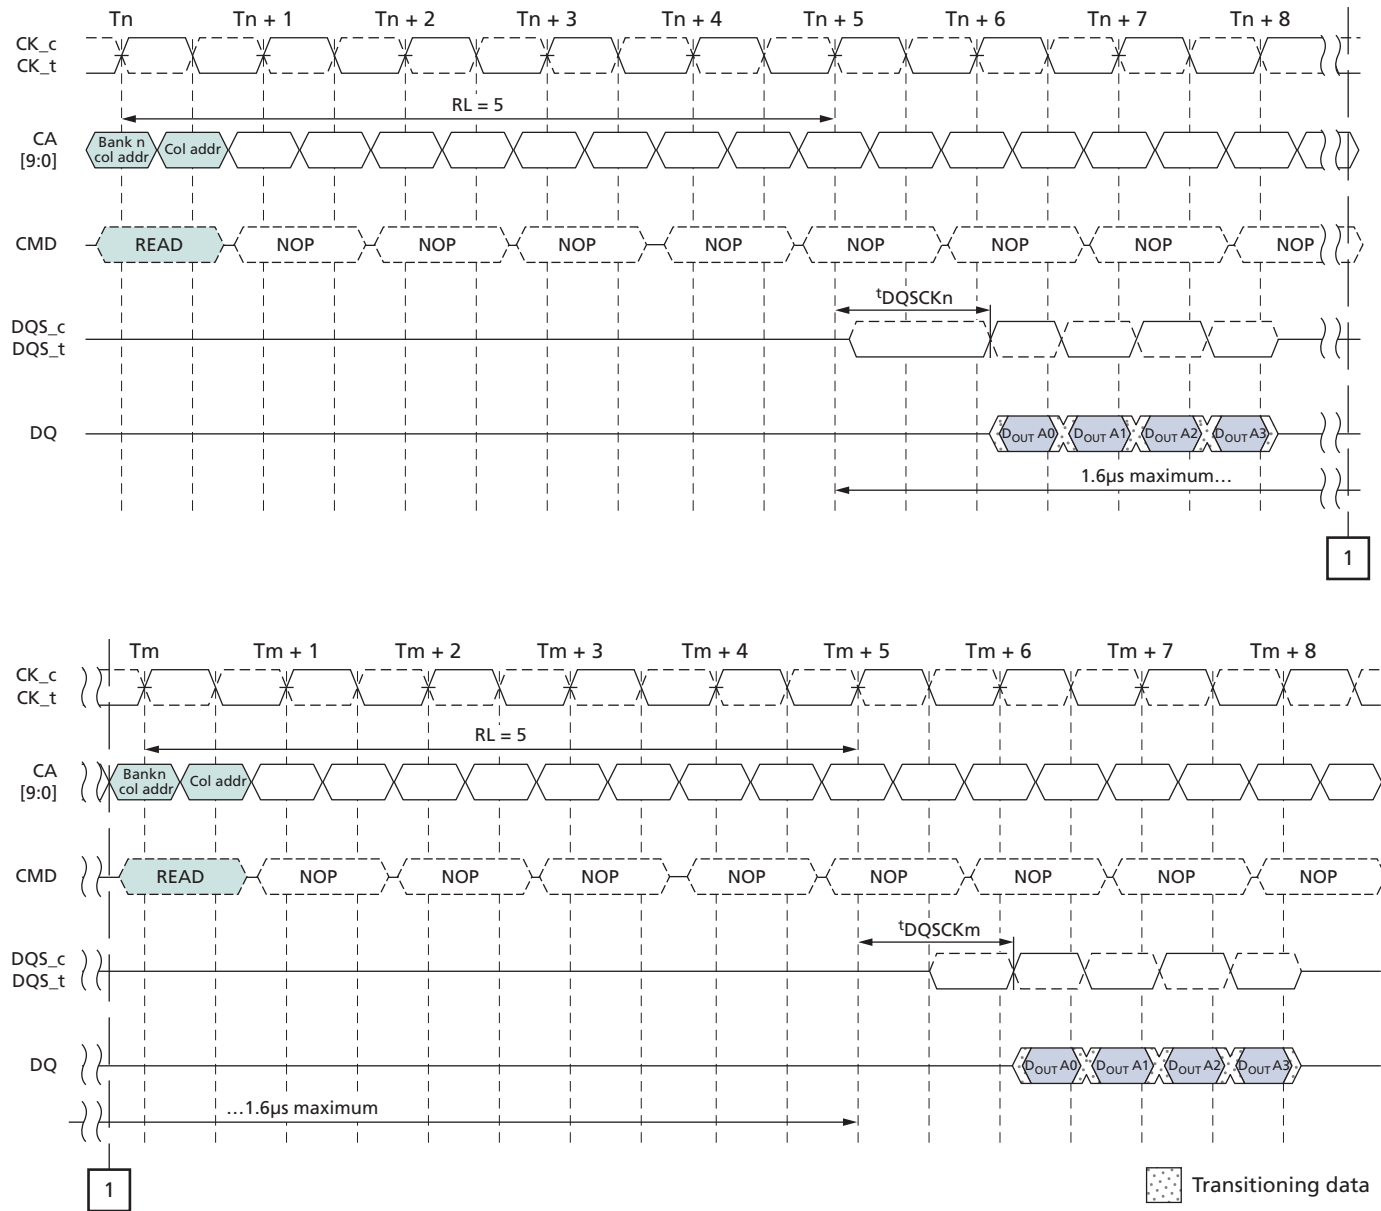 Tn Tn + 1 Tn + 2 Tn + 3 Tn + 4 Tn + 5 Tn + 6 Tn + 7 Tn + 8
CK_c
CK_t
RL = 5
CA
[9:0]
Bank n
col addr
Col addr
CMD READ NOP NOP NOP NOP NOP NOP NOP NOP
tDQSCKn
DQS_c
DQS_t
DQ DOUT A0 DOUT A1 DOUT A2 DOUT A3
1.6μs maximum…
1
Tm Tm + 1 Tm + 2 Tm + 3 Tm + 4 Tm + 5 Tm + 6 Tm + 7 Tm + 8
CK_c
CK_t
RL = 5
CA
[9:0]
Bankn
col addr
Col addr
CMD READ NOP NOP NOP NOP NOP NOP NOP NOP
tDQSCKm
DQS_c
DQS_t
DQ DOUT A0 DOUT A1 DOUT A2 DOUT A3
…1.6μs maximum
1
Transitioning data